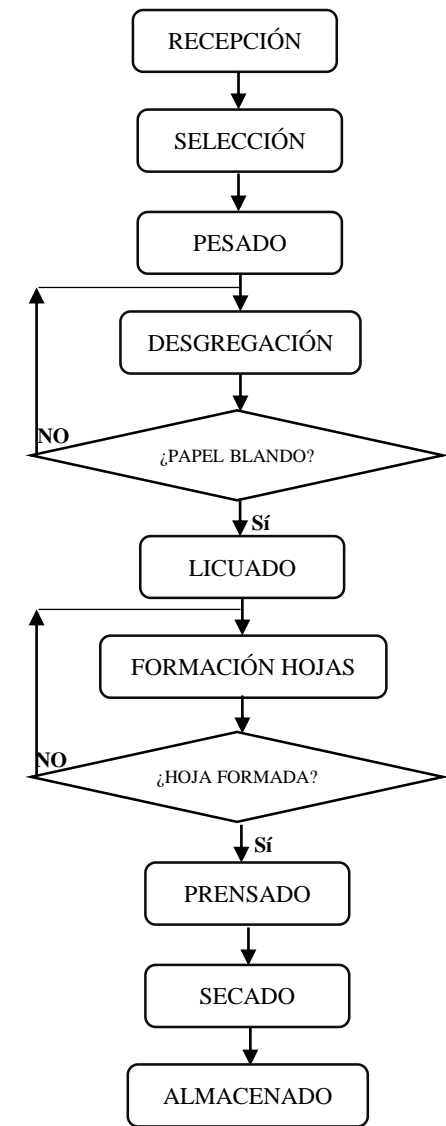 RECEPCIÓN
SELECCIÓN
PESADO
DESGREGACIÓN
NO
¿PAPEL BLANDO?
Sí
LICUADO
FORMACIÓN HOJAS
NO
¿HOJA FORMADA?
Sí
PRENSADO
SECADO
ALMACENADO